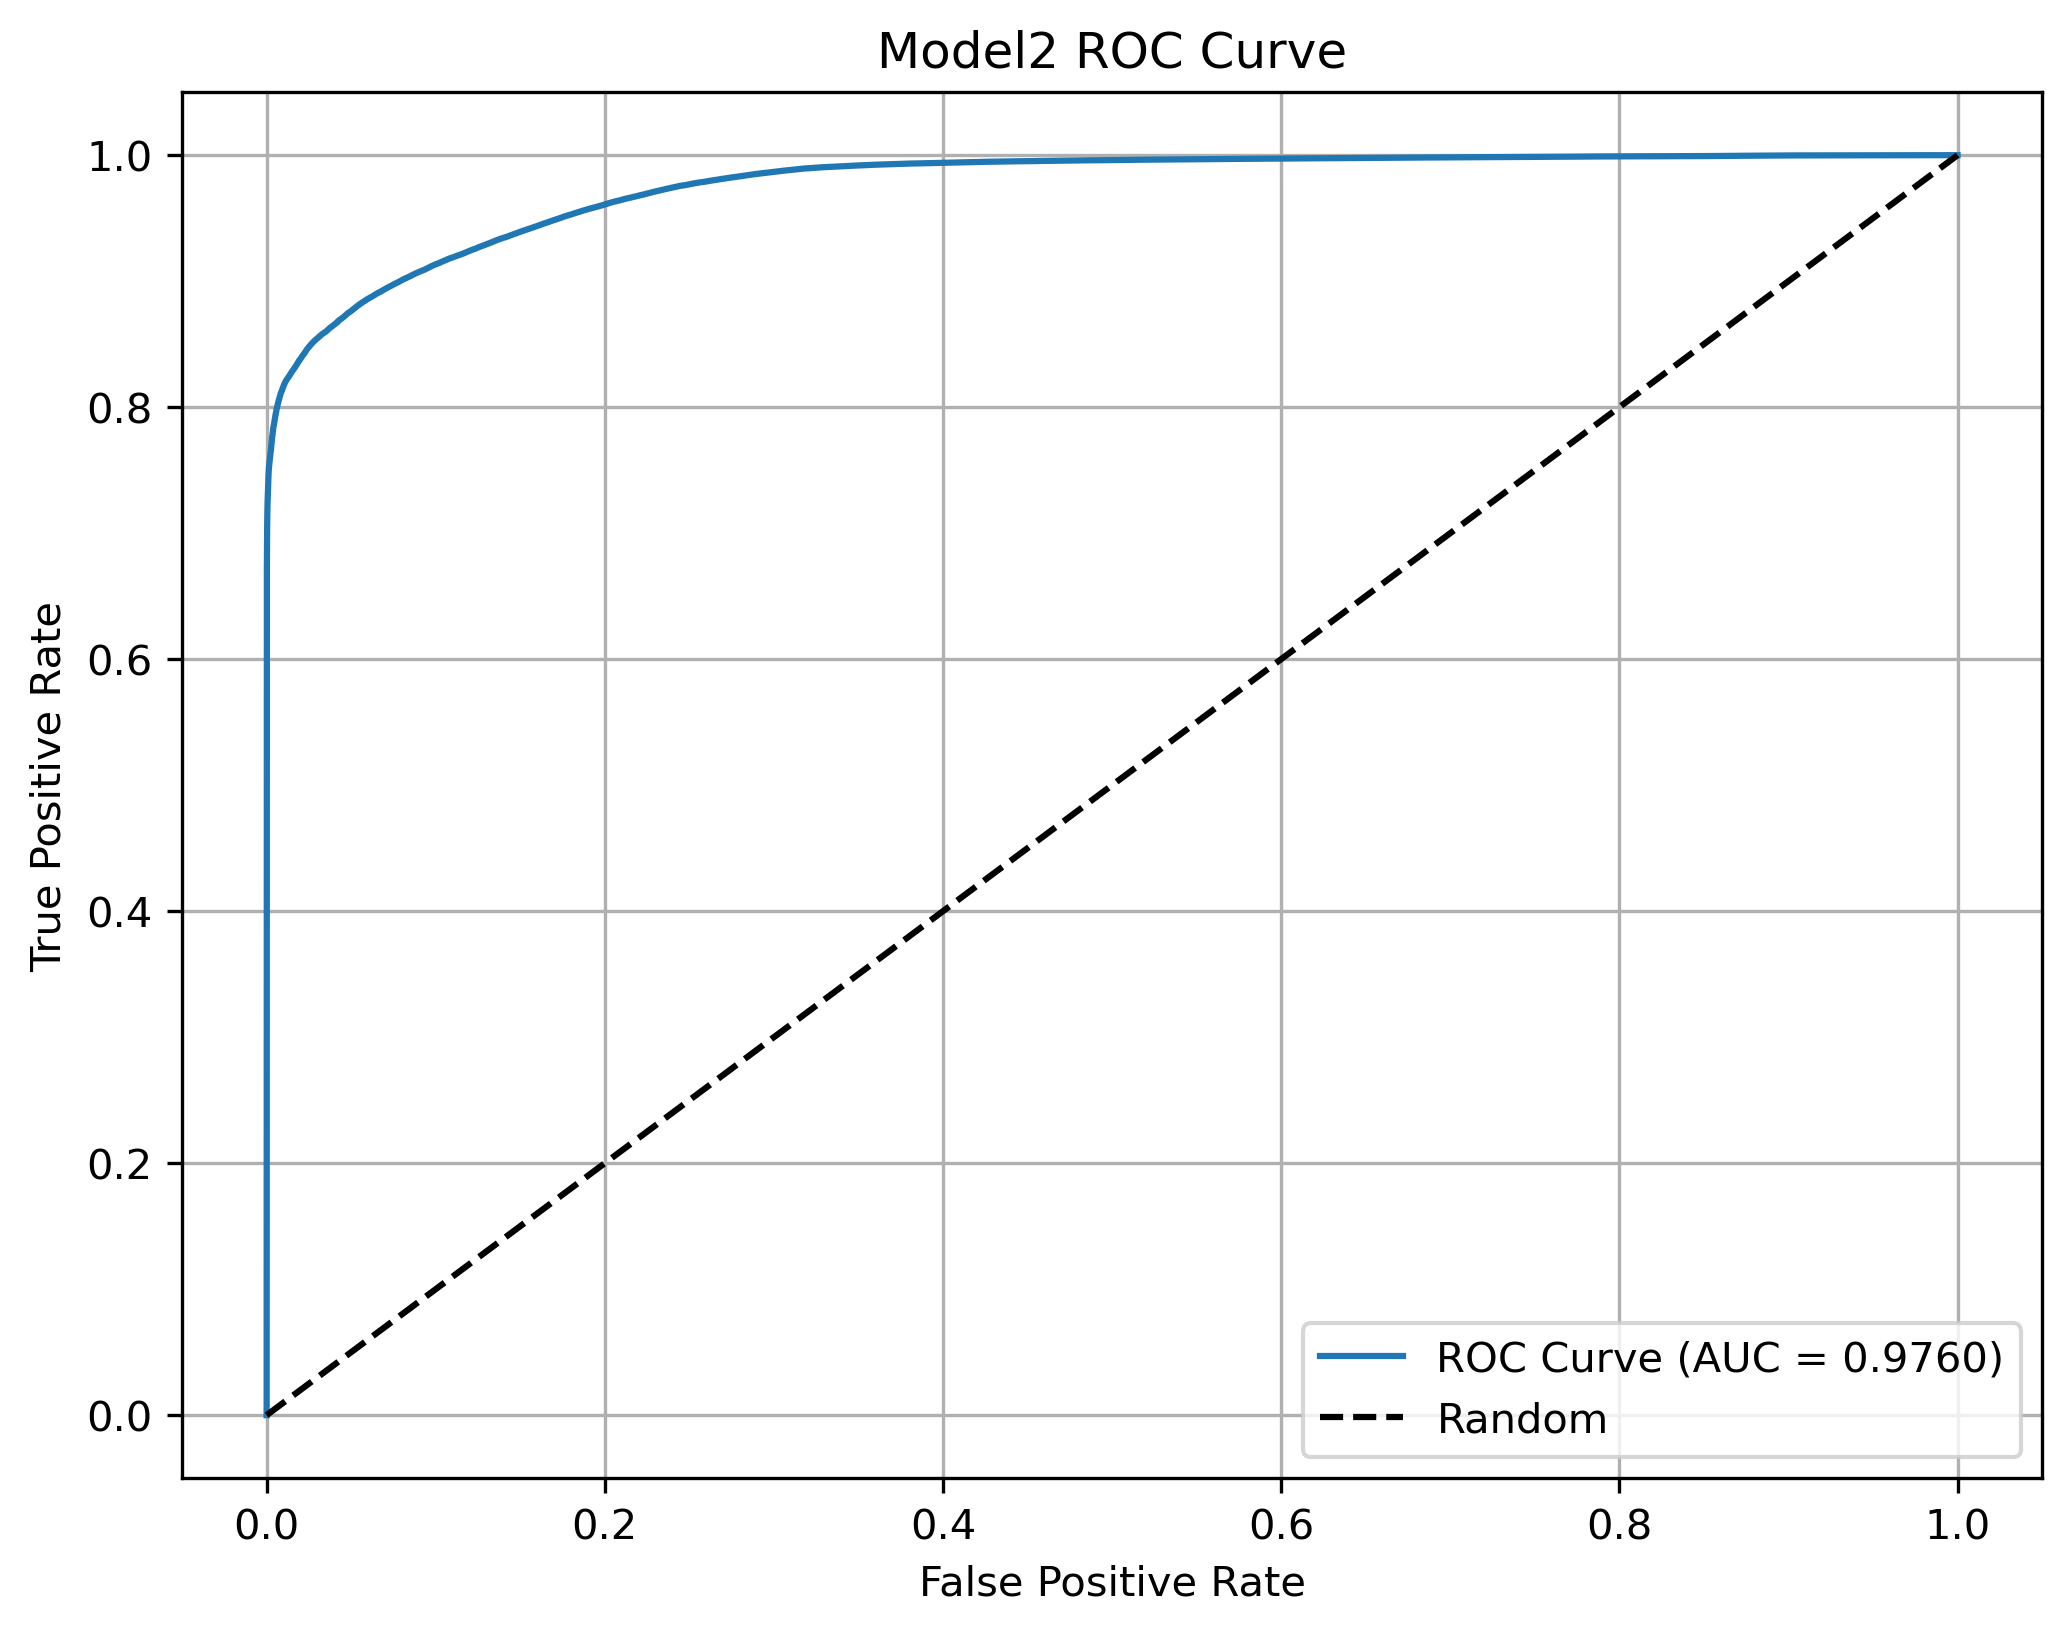 Model2 ROC Curve
1.0
0.8
0.6
0.4
0.2
0.0
True Positive Rate
ROC Curve (AUC = 0.9760)
Random
0.0 0.2 0.4 0.6 0.8 1.0
False Positive Rate